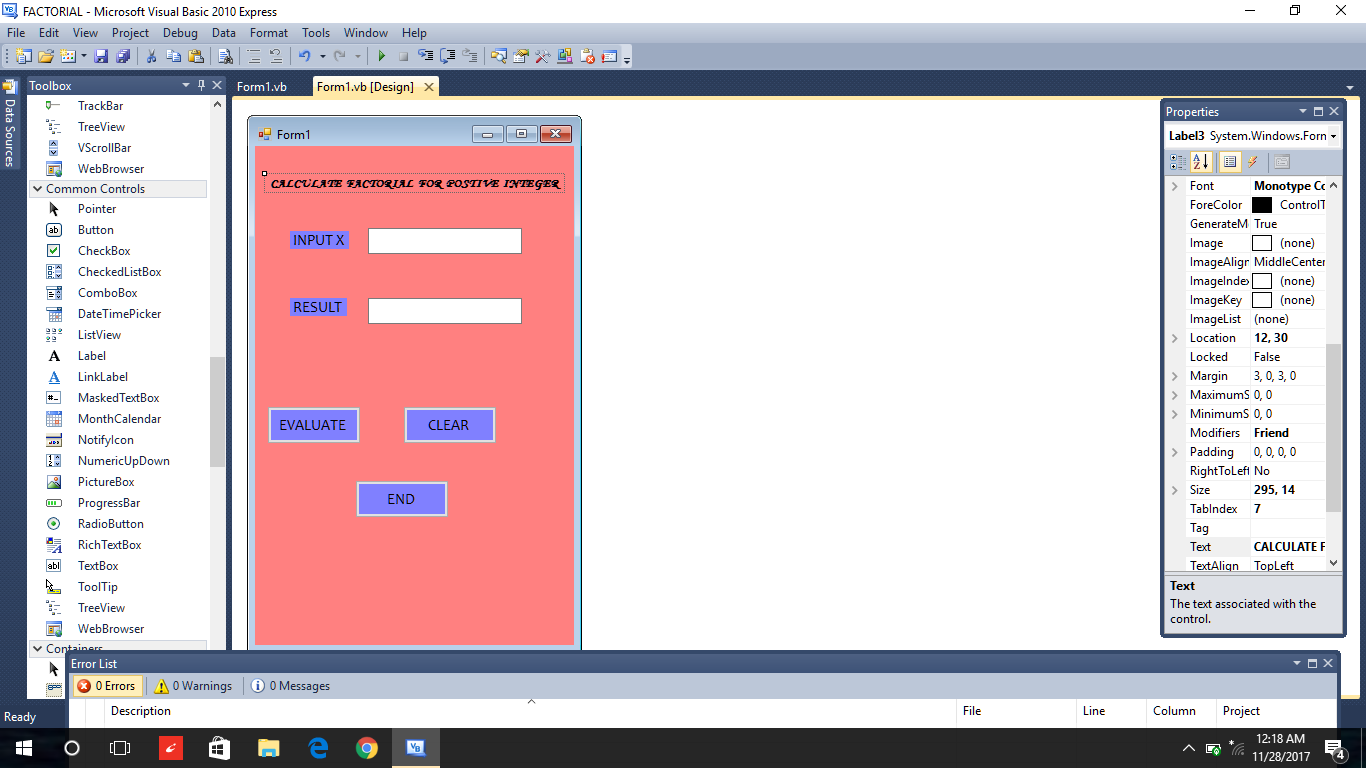 FACTORIAL - Microsoft Visual Basic 2010 Express
File Edit View Project Debug Data Format Tools Window Help
Data Sources
Toolbox
TrackBar
TreeView
VScrollBar
WebBrowser
Common Controls
Pointer
Button
CheckBox
CheckedListBox
ComboBox
DateTimePicker
ListView
Label
LinkLabel
MaskedTextBox
MonthCalendar
NotifyIcon
NumericUpDown
PictureBox
ProgressBar
RadioButton
RichTextBox
TextBox
ToolTip
TreeView
WebBrowser
Containers
Form1.vb Form1.vb [Design]
Form1
CALCULATE FACTORIAL FOR POSTIVE INTEGER
INPUT X
RESULT
EVALUATE CLEAR
END
Properties
Label3 System.Windows.Forn
Font Monotype Co
ForeColor ControlT
GenerateM True
Image (none)
ImageAlign MiddleCenter
ImageIndex (none)
ImageKey (none)
ImageList (none)
Location 12, 30
Locked False
Margin 3, 0, 3, 0
MaximumS 0, 0
MinimumS 0, 0
Modifiers Friend
Padding 0, 0, 0, 0
RightToLeft No
Size 295, 14
TabIndex 7
Tag
Text CALCULATE F
TextAlign TopLeft
Text
The text associated with the
control.
Error List
0 Errors 0 Warnings 0 Messages
Description File Line Column Project
Ready
12:18 AM
11/28/2017
4